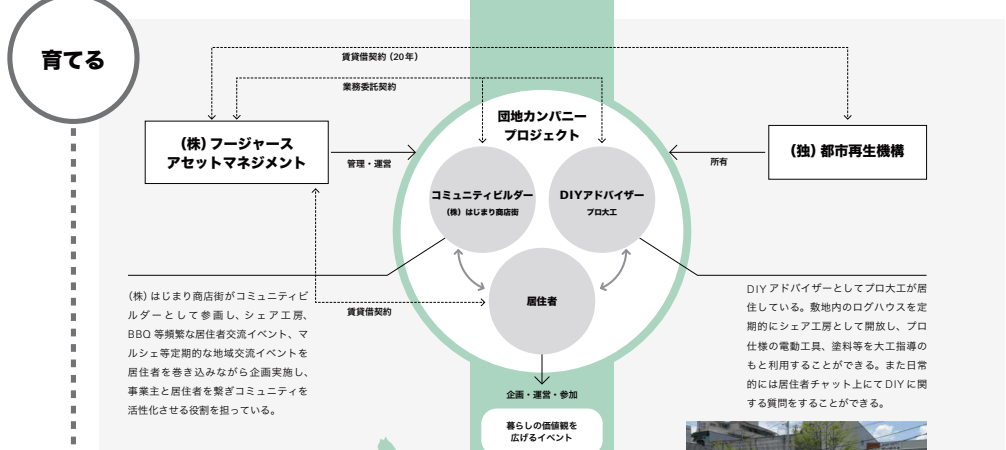 育てる
賃貸借契約 (20年)
業務委託契約
(株) フージャース
アセットマネジメント
管理・運営
団地カンパニー
プロジェクト
所有
(独) 都市再生機構
コミュニティビルダー
(株) はじまり商店街
DIYアドバイザー
プロ大工
居住者
賃貸借契約
(株) はじまり商店街がコミュニティビ
ルダーとして参画し、シェア工房、
BBQ 等頻繁な居住者交流イベント、マ
ルシェ等定期的な地域交流イベントを
居住者を巻き込みながら企画実施し、
事業主と居住者を繋ぎコミュニティを
活性化させる役割を担っている。
DIY アドバイザーとしてプロ大工が居
住している。敷地内のログハウスを定
期的にシェア工房として開放し、プロ
仕様の電動工具、塗料等を大工指導の
もと利用することができる。また日常
的には居住者チャット上にて DIY に関
する質問をすることができる。
企画・運営・参加
暮らしの価値観を
広げるイベント